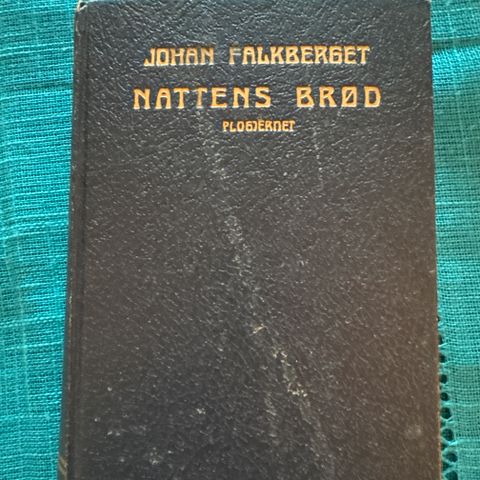 JOHAN FALKBERGET
NATTENS BRØD
PLOGJERNET